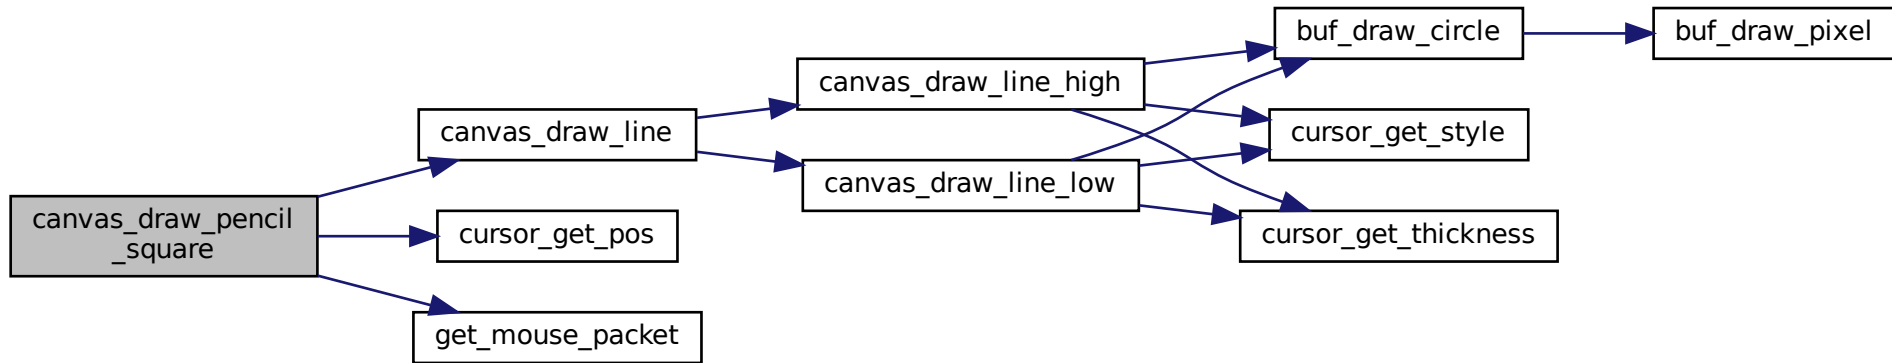 canvas_draw_pencil
_square
canvas_draw_line
cursor_get_pos
get_mouse_packet
canvas_draw_line_high
canvas_draw_line_low
buf_draw_circle
cursor_get_style
cursor_get_thickness
buf_draw_pixel